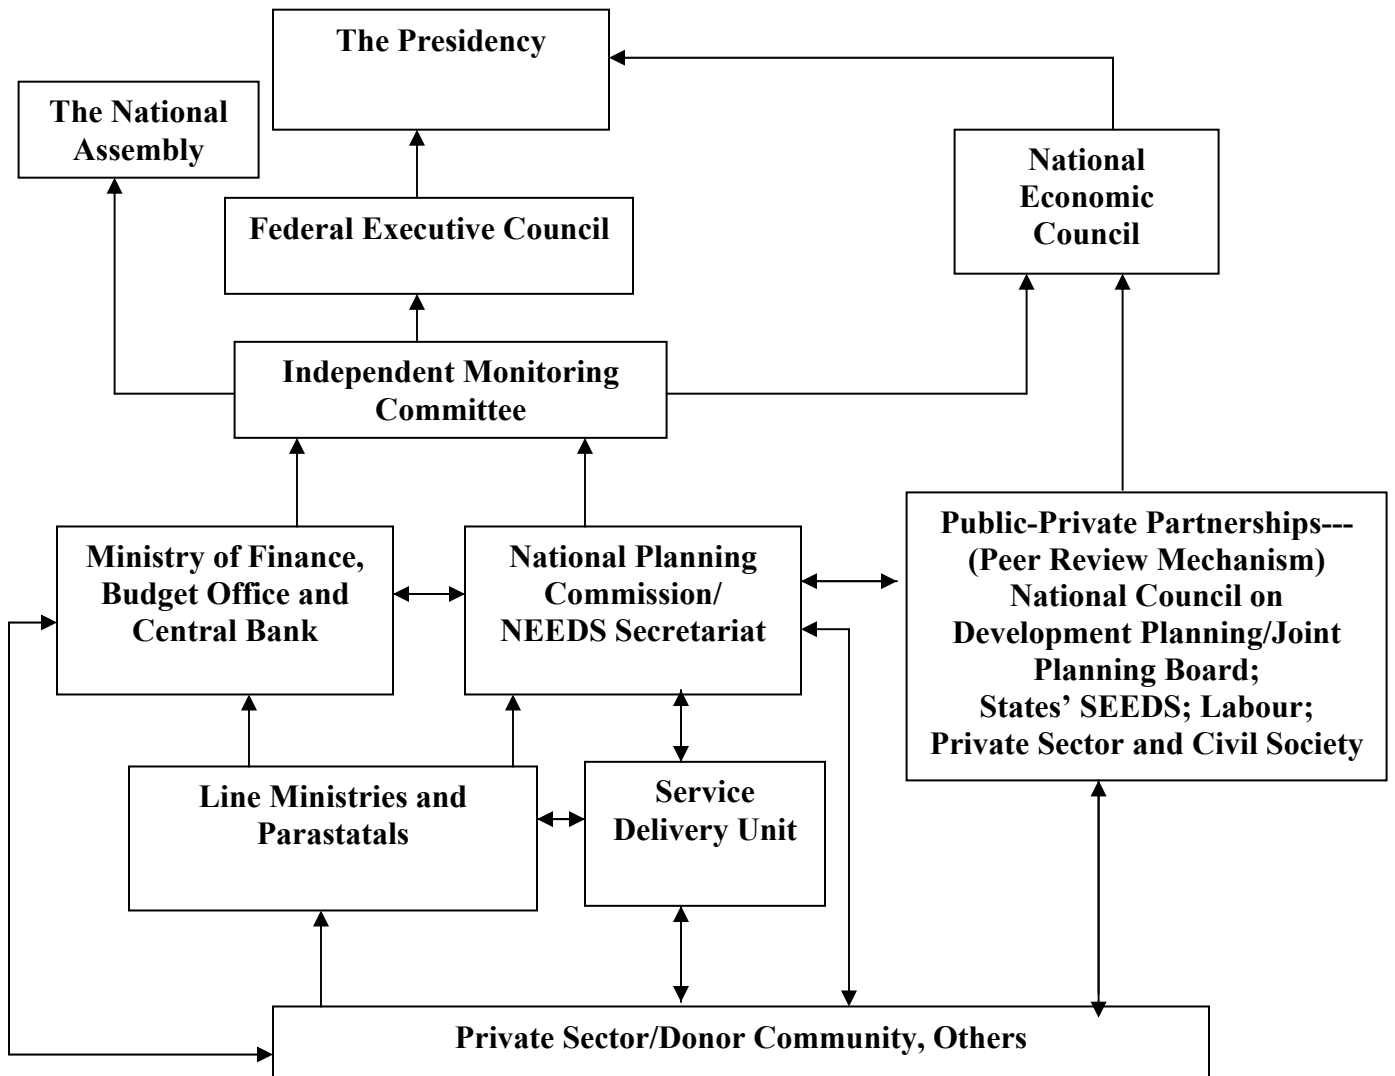 The Presidency
The National
Assembly
National
Economic
Council
Federal Executive Council
Independent Monitoring
Committee
Ministry of Finance,
Budget Office and
Central Bank
National Planning
Commission/
NEEDS Secretariat
Public-Private Partnerships---
(Peer Review Mechanism)
National Council on
Development Planning/Joint
Planning Board;
States’ SEEDS; Labour;
Private Sector and Civil Society
Line Ministries and
Parastatals
Service
Delivery Unit
Private Sector/Donor Community, Others